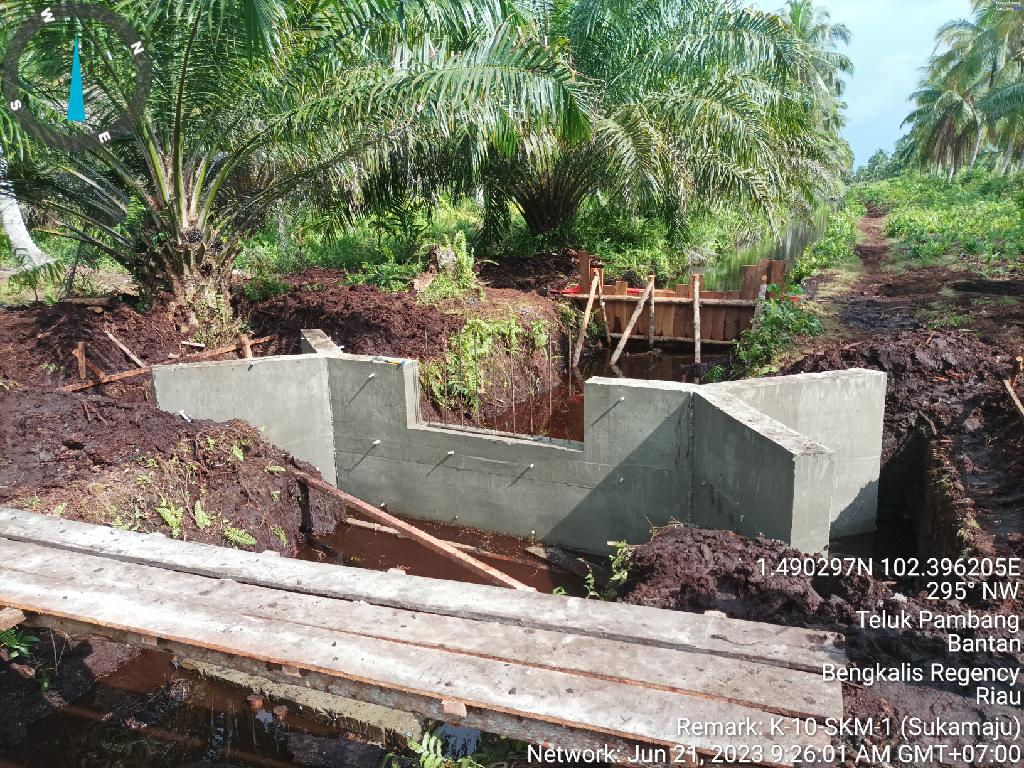 W
N
S
E
1.490297N 102.396205E
295° NW
Teluk Pambang
Bantan
Bengkalis Regency
Riau
Remark: K 10-SKM-1 (Sukamaju)
Network: Jun 21, 2023 9:26:01 AM GMT+07:00